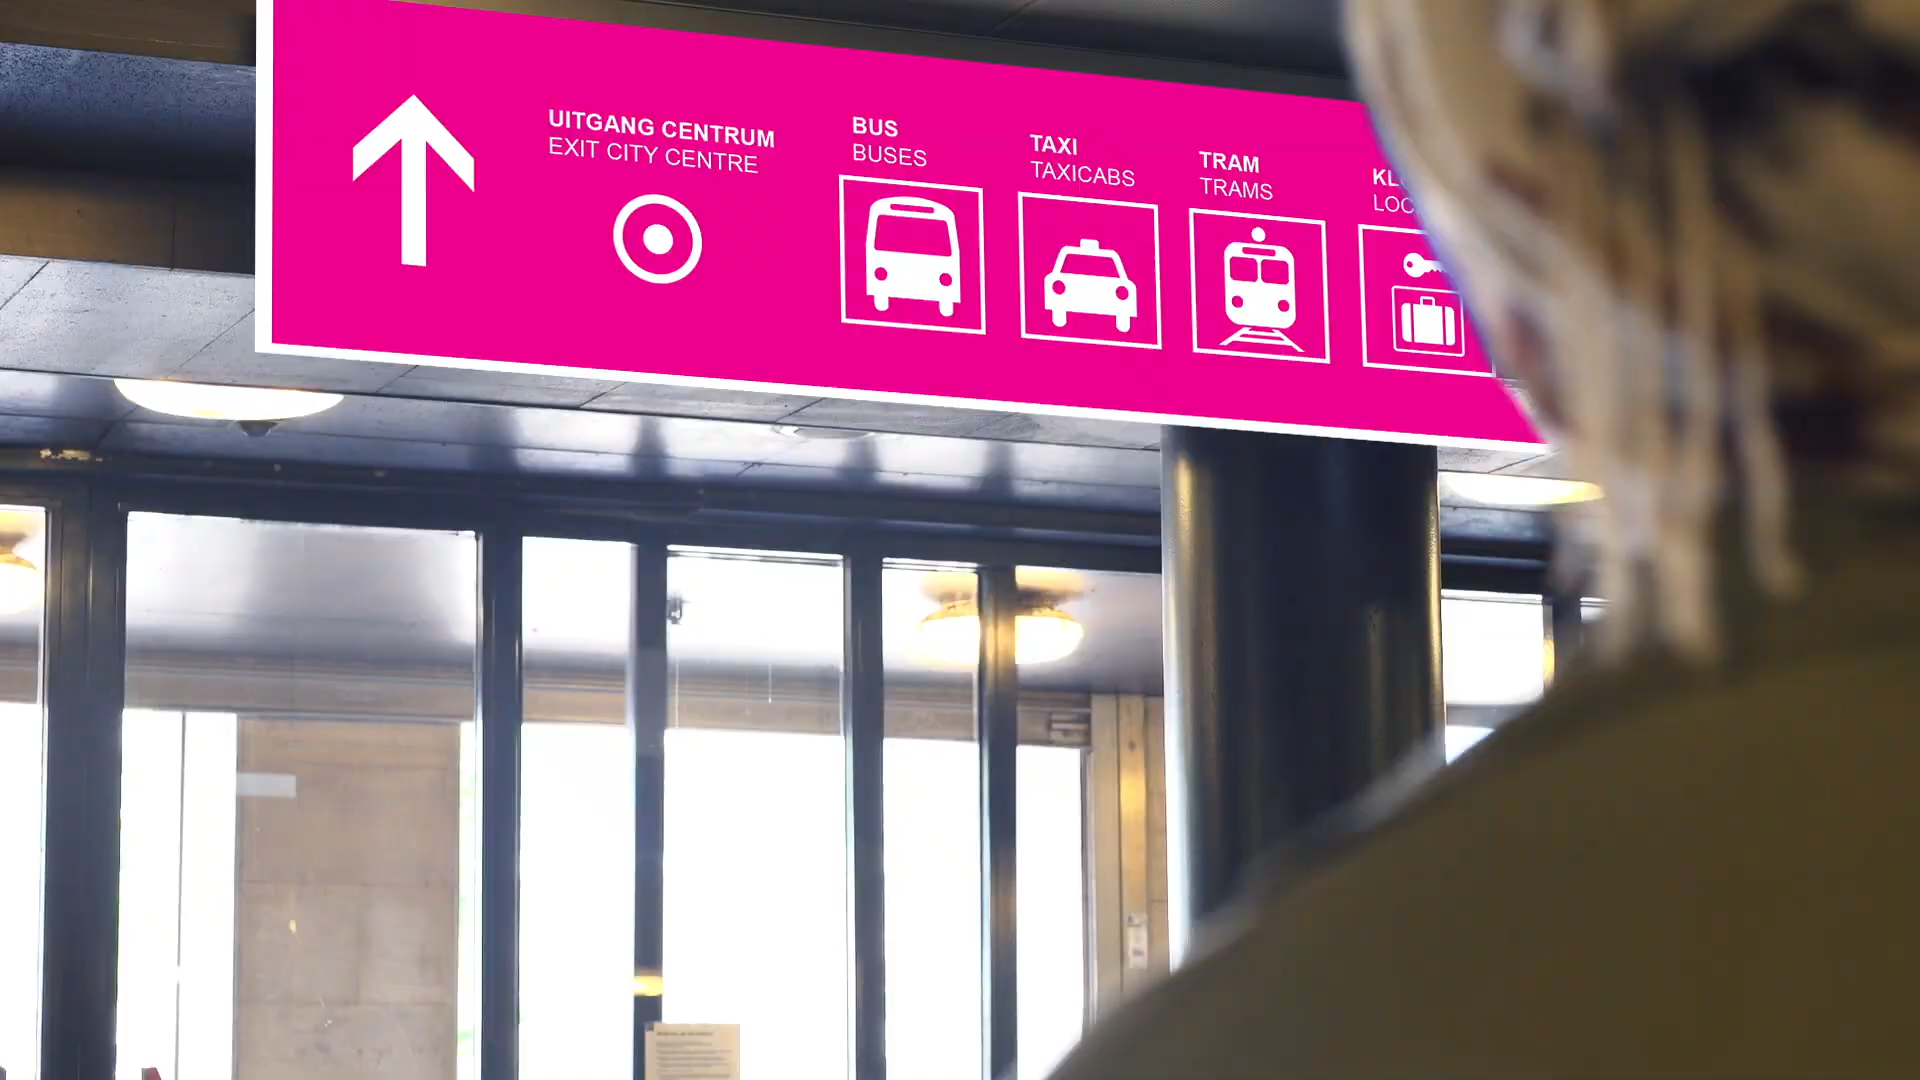 UITGANG CENTRUM
EXIT CITY CENTRE
BUS
BUSES
TAXI
TAXICABS
TRAM
TRAMS